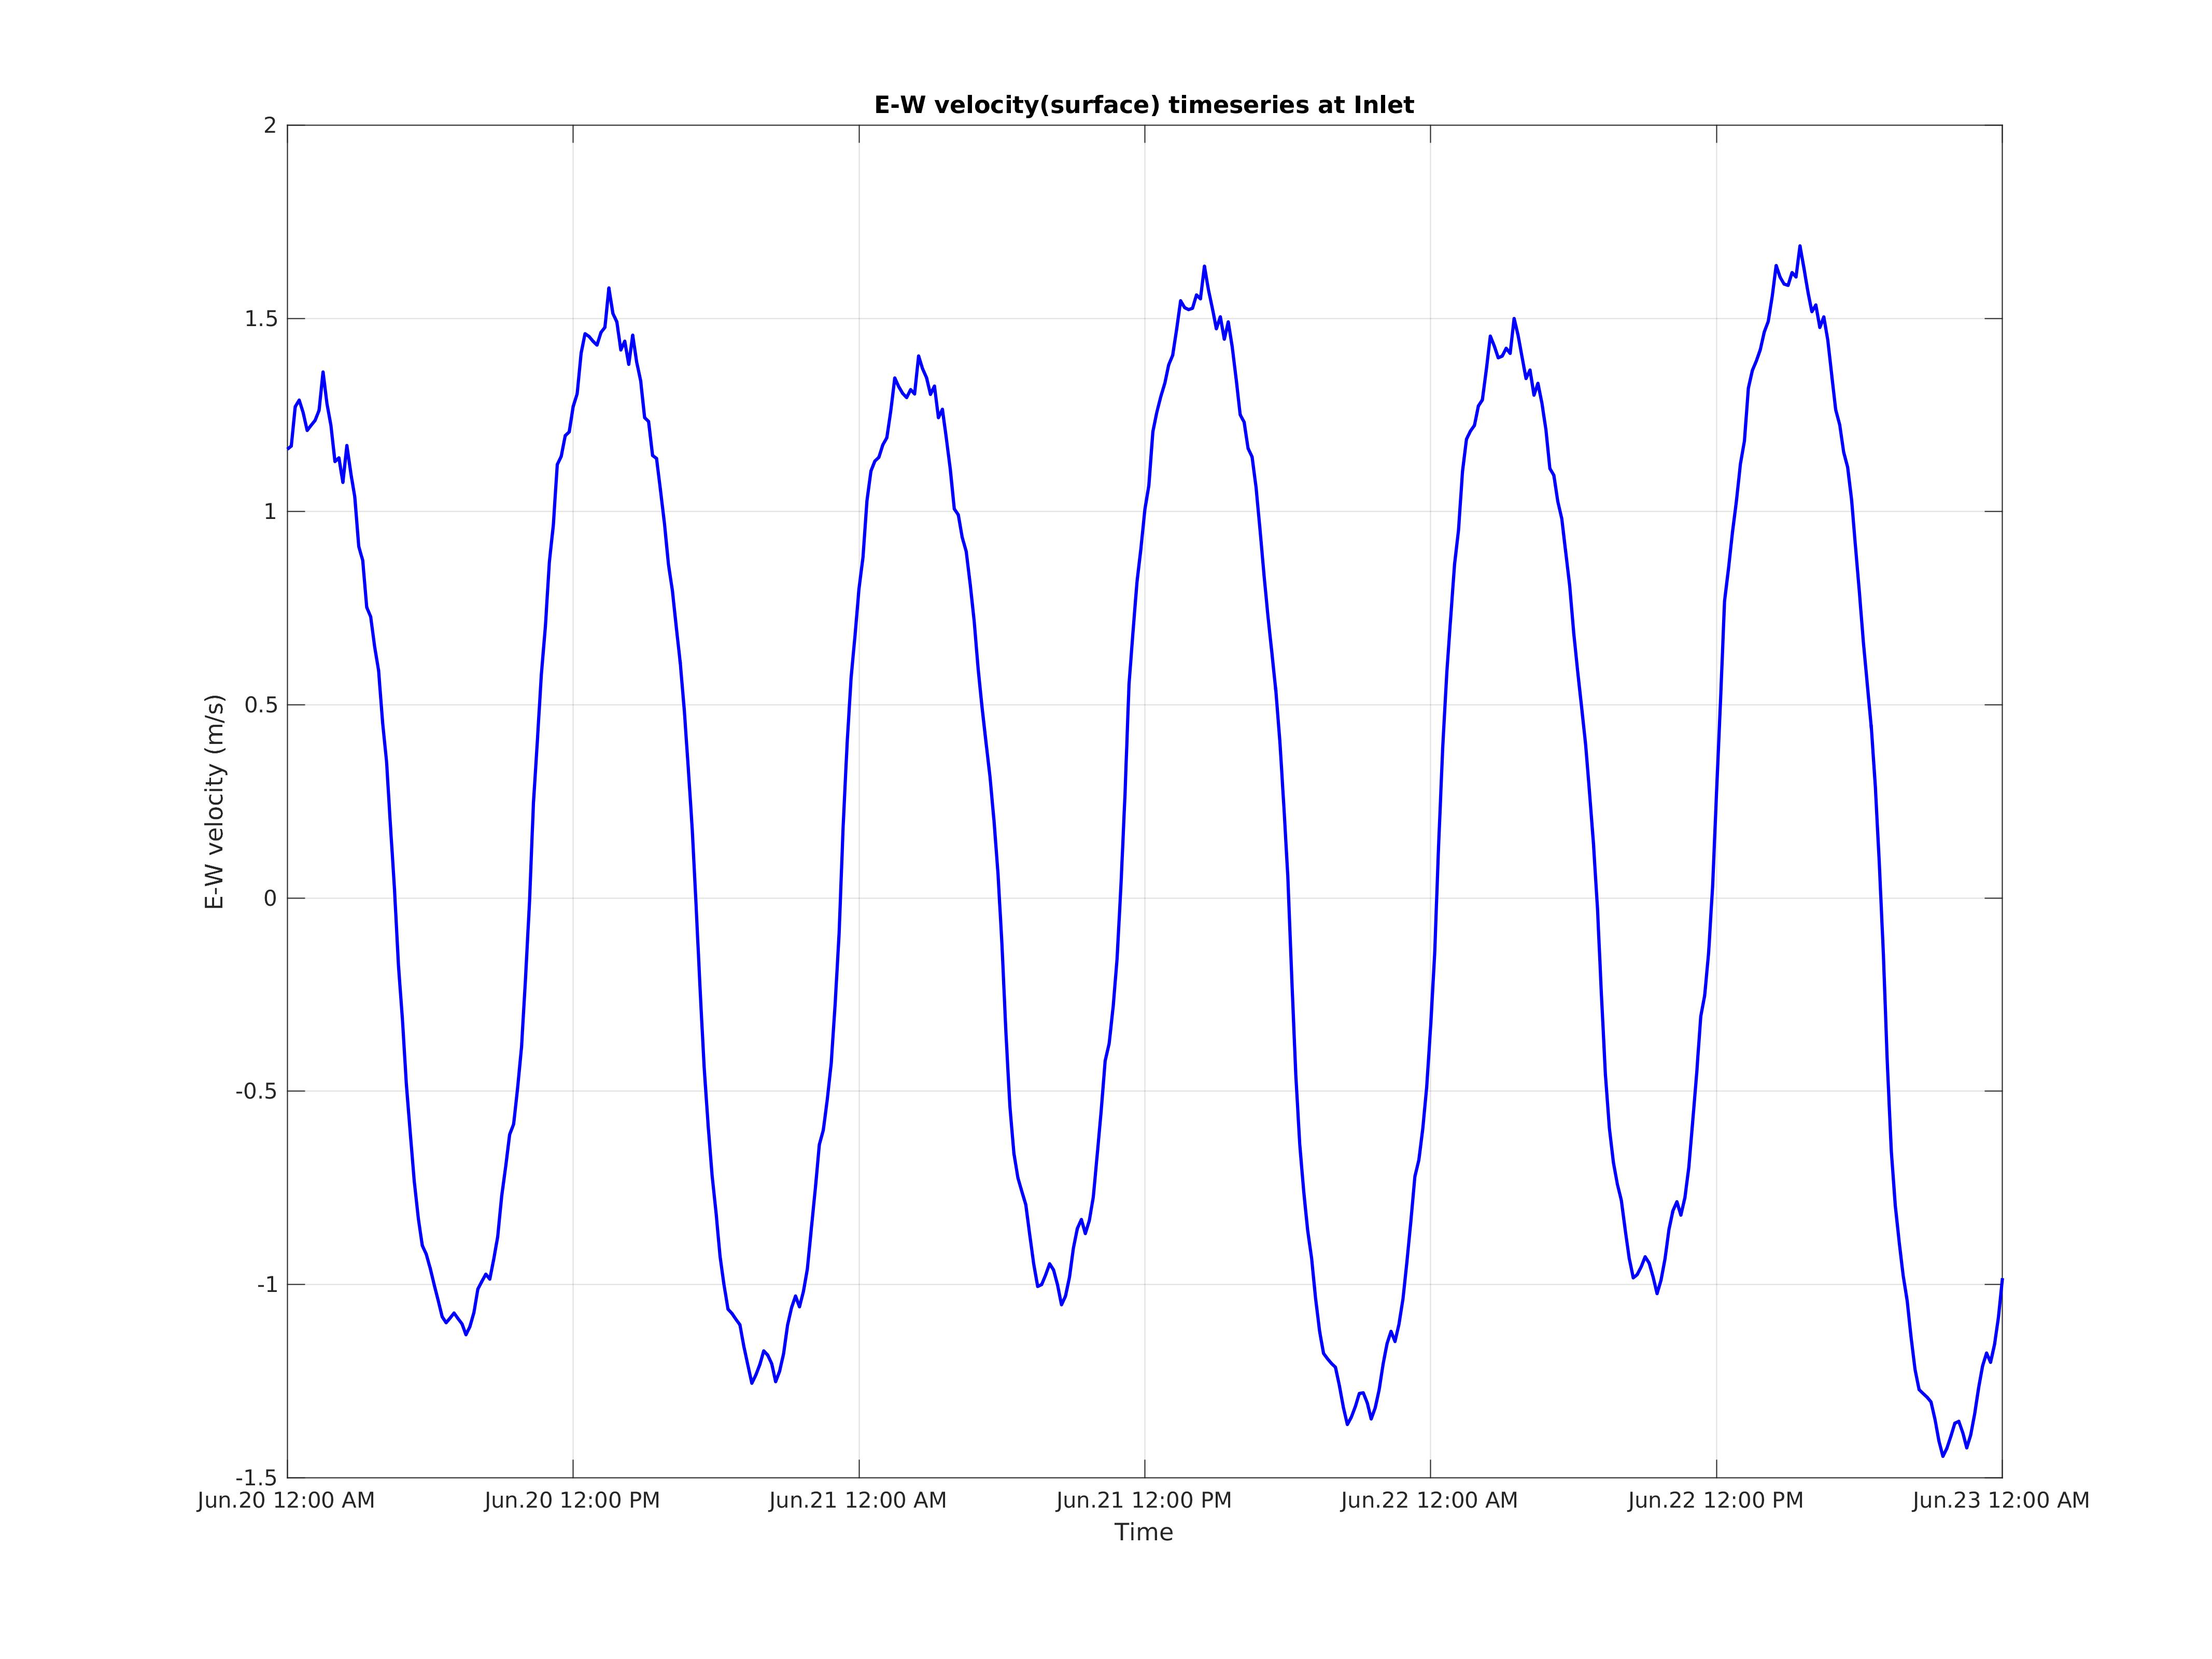 E-W velocity(surface) timeseries at Inlet
2
1.5
1
0.5
0
-0.5
-1
-1.5
E-W velocity (m/s)
Jun.20 12:00 AM Jun.20 12:00 PM Jun.21 12:00 AM Jun.21 12:00 PM Jun.22 12:00 AM Jun.22 12:00 PM Jun.23 12:00 AM
Time